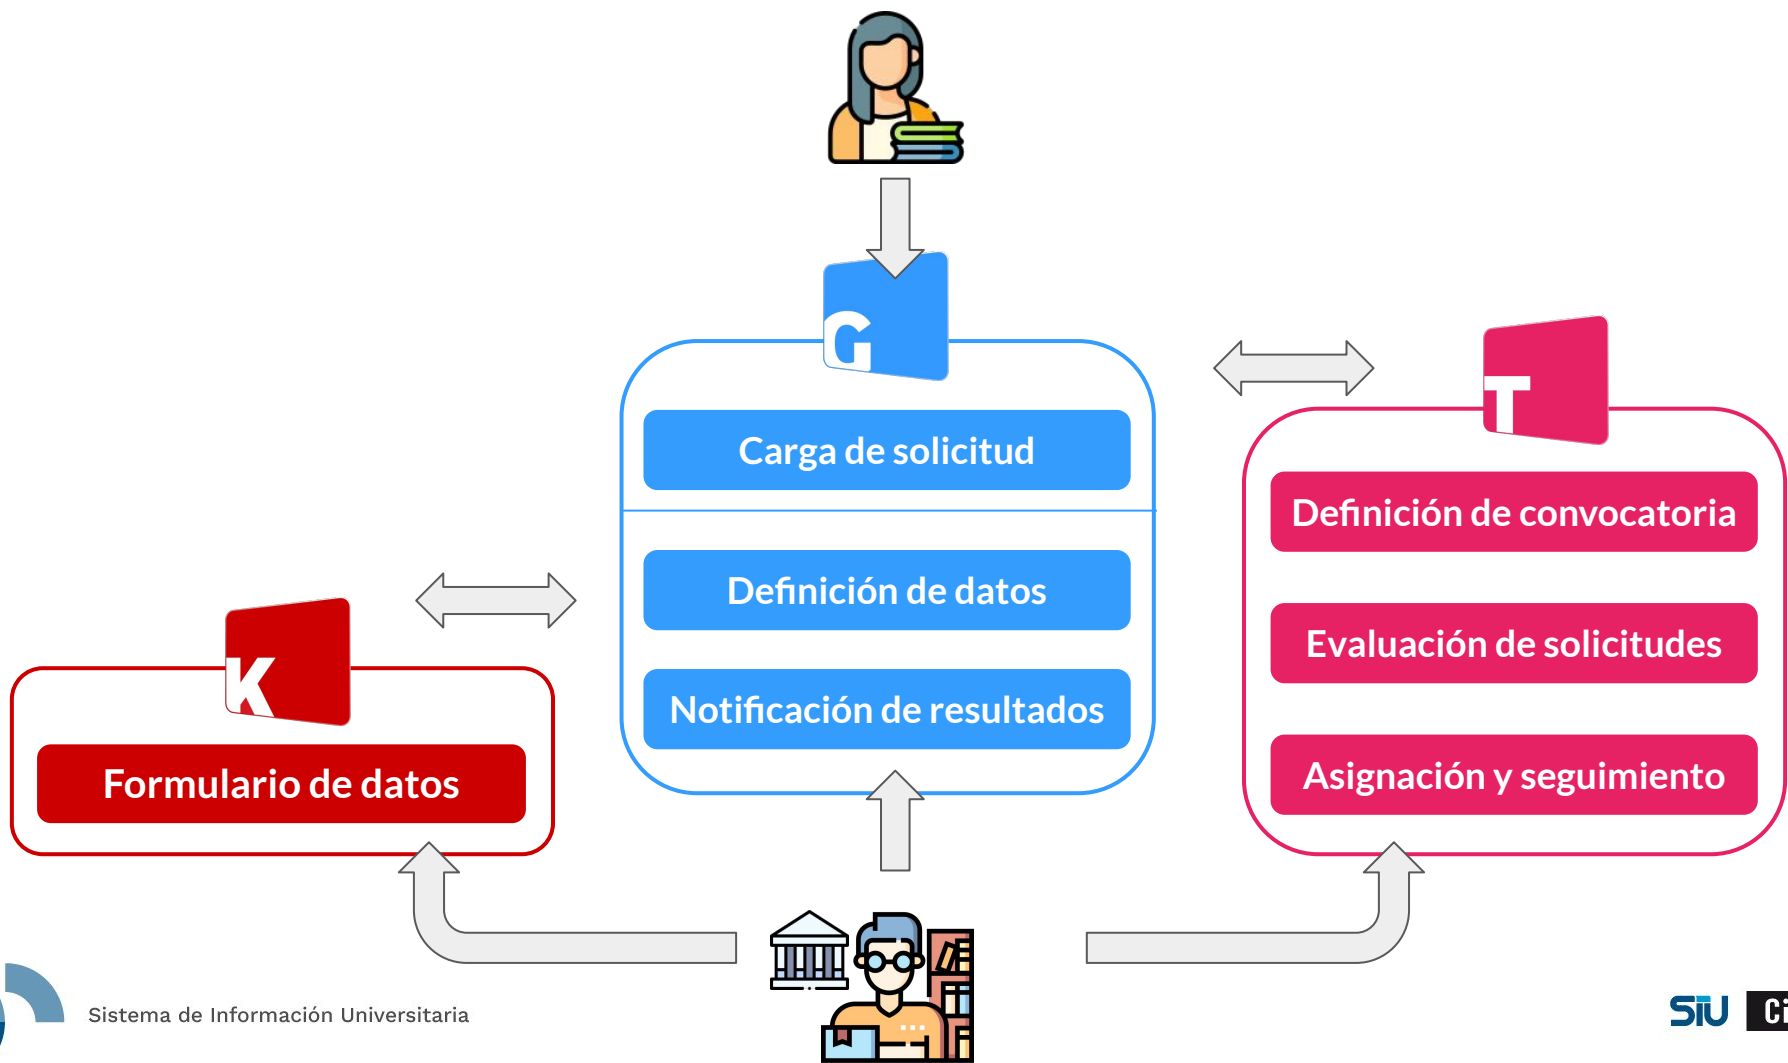 G
Carga de solicitud
Definición de datos
Notificación de resultados
T
Definición de convocatoria
Evaluación de solicitudes
Asignación y seguimiento
K
Formulario de datos
Sistema de Información Universitaria
SIU